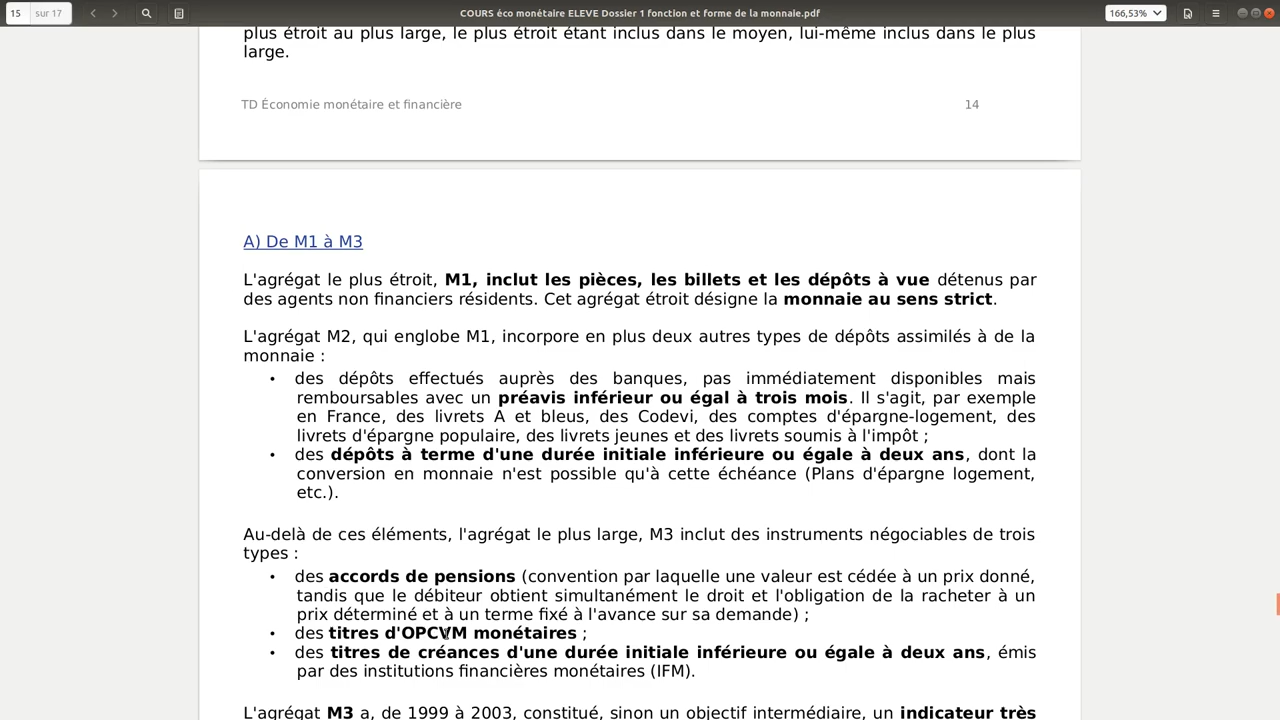 15 sur 17
COURS éco monétaire ELEVE Dossier 1 fonction et forme de la monnaie.pdf
166,53%
plus étroit au plus large, le plus étroit étant inclus dans le moyen, lui-même inclus dans le plus
large.
TD Économie monétaire et financière
14
A) De M1 à M3
L'agrégat le plus étroit, M1, inclut les pièces, les billets et les dépôts à vue détenus par
des agents non financiers résidents. Cet agrégat étroit désigne la monnaie au sens strict.
L'agrégat M2, qui englobe M1, incorpore en plus deux autres types de dépôts assimilés à de la
monnaie :
• des dépôts effectués auprès des banques, pas immédiatement disponibles mais
remboursables avec un préavis inférieur ou égal à trois mois. Il s'agit, par exemple
en France, des livrets A et bleus, des Codevi, des comptes d'épargne-logement, des
livrets d'épargne populaire, des livrets jeunes et des livrets soumis à l'impôt ;
• des dépôts à terme d'une durée initiale inférieure ou égale à deux ans, dont la
conversion en monnaie n'est possible qu'à cette échéance (Plans d'épargne logement,
etc.).
Au-delà de ces éléments, l'agrégat le plus large, M3 inclut des instruments négociables de trois
types :
• des accords de pensions (convention par laquelle une valeur est cédée à un prix donné,
tandis que le débiteur obtient simultanément le droit et l'obligation de la racheter à un
prix déterminé et à un terme fixé à l'avance sur sa demande) ;
• des titres d'OPCVM monétaires ;
• des titres de créances d'une durée initiale inférieure ou égale à deux ans, émis
par des institutions financières monétaires (IFM).
L'agrégat M3 a, de 1999 à 2003, constitué, sinon un objectif intermédiaire, un indicateur très